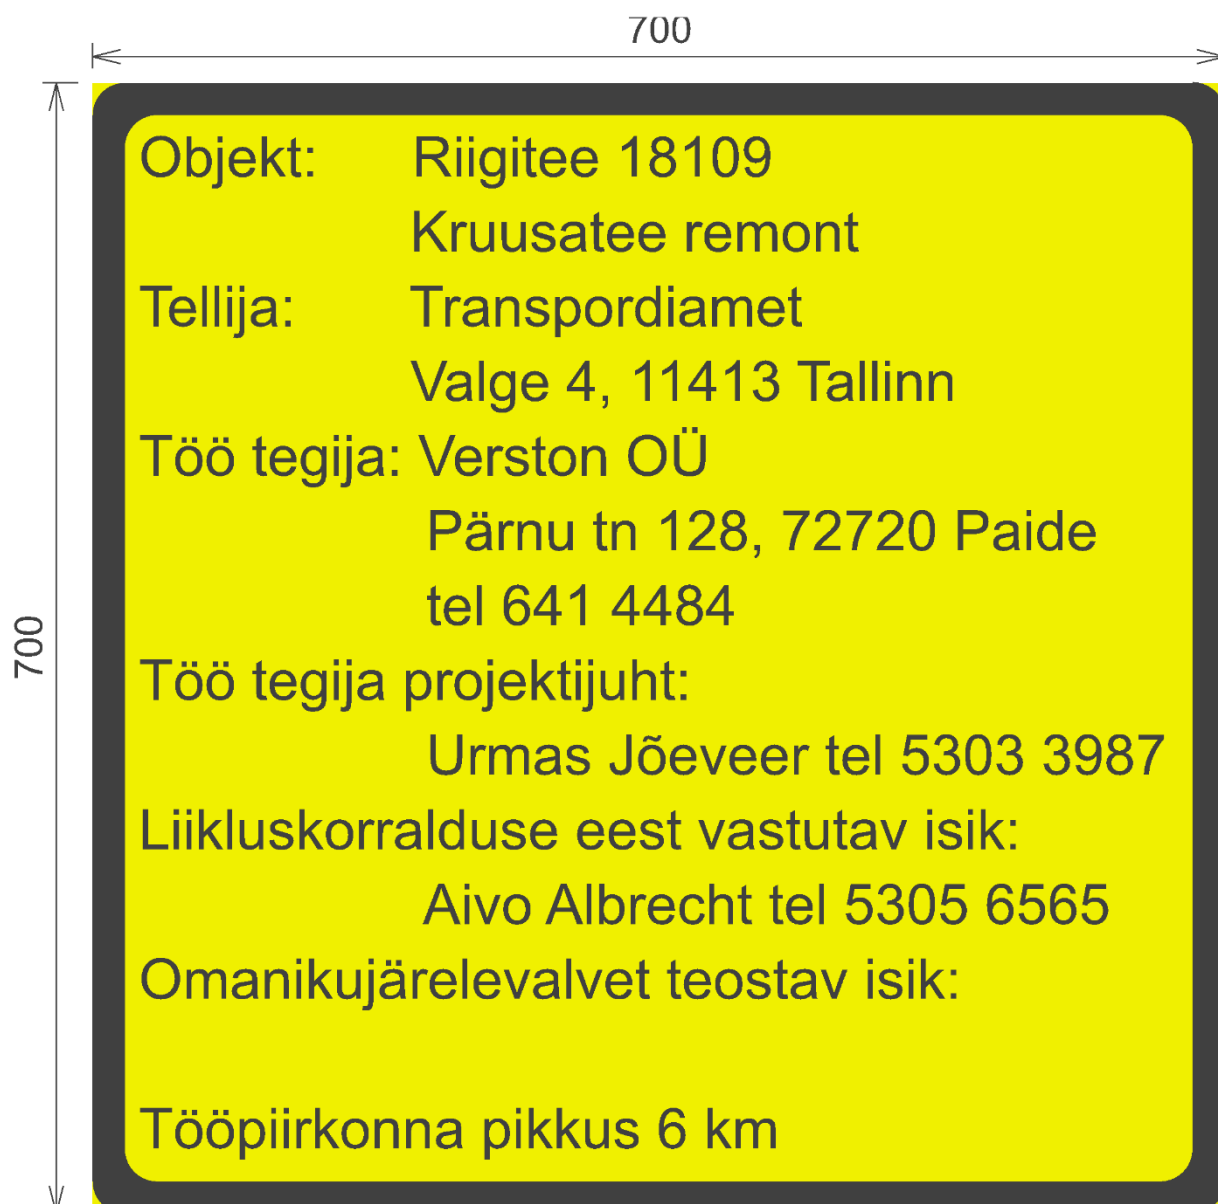 700
700
Objekt: Riigitee 18109
Kruusatee remont
Tellija: Transpordiamet
Valge 4, 11413 Tallinn
Töö tegija: Verston OÜ
Pärnu tn 128, 72720 Paide
tel 641 4484
Töö tegija projektijuht:
Urmas Jõeveer tel 5303 3987
Liikluskorralduse eest vastutav isik:
Aivo Albrecht tel 5305 6565
Omanikujärelevalvet teostav isik:
Tööpiirkonna pikkus 6 km